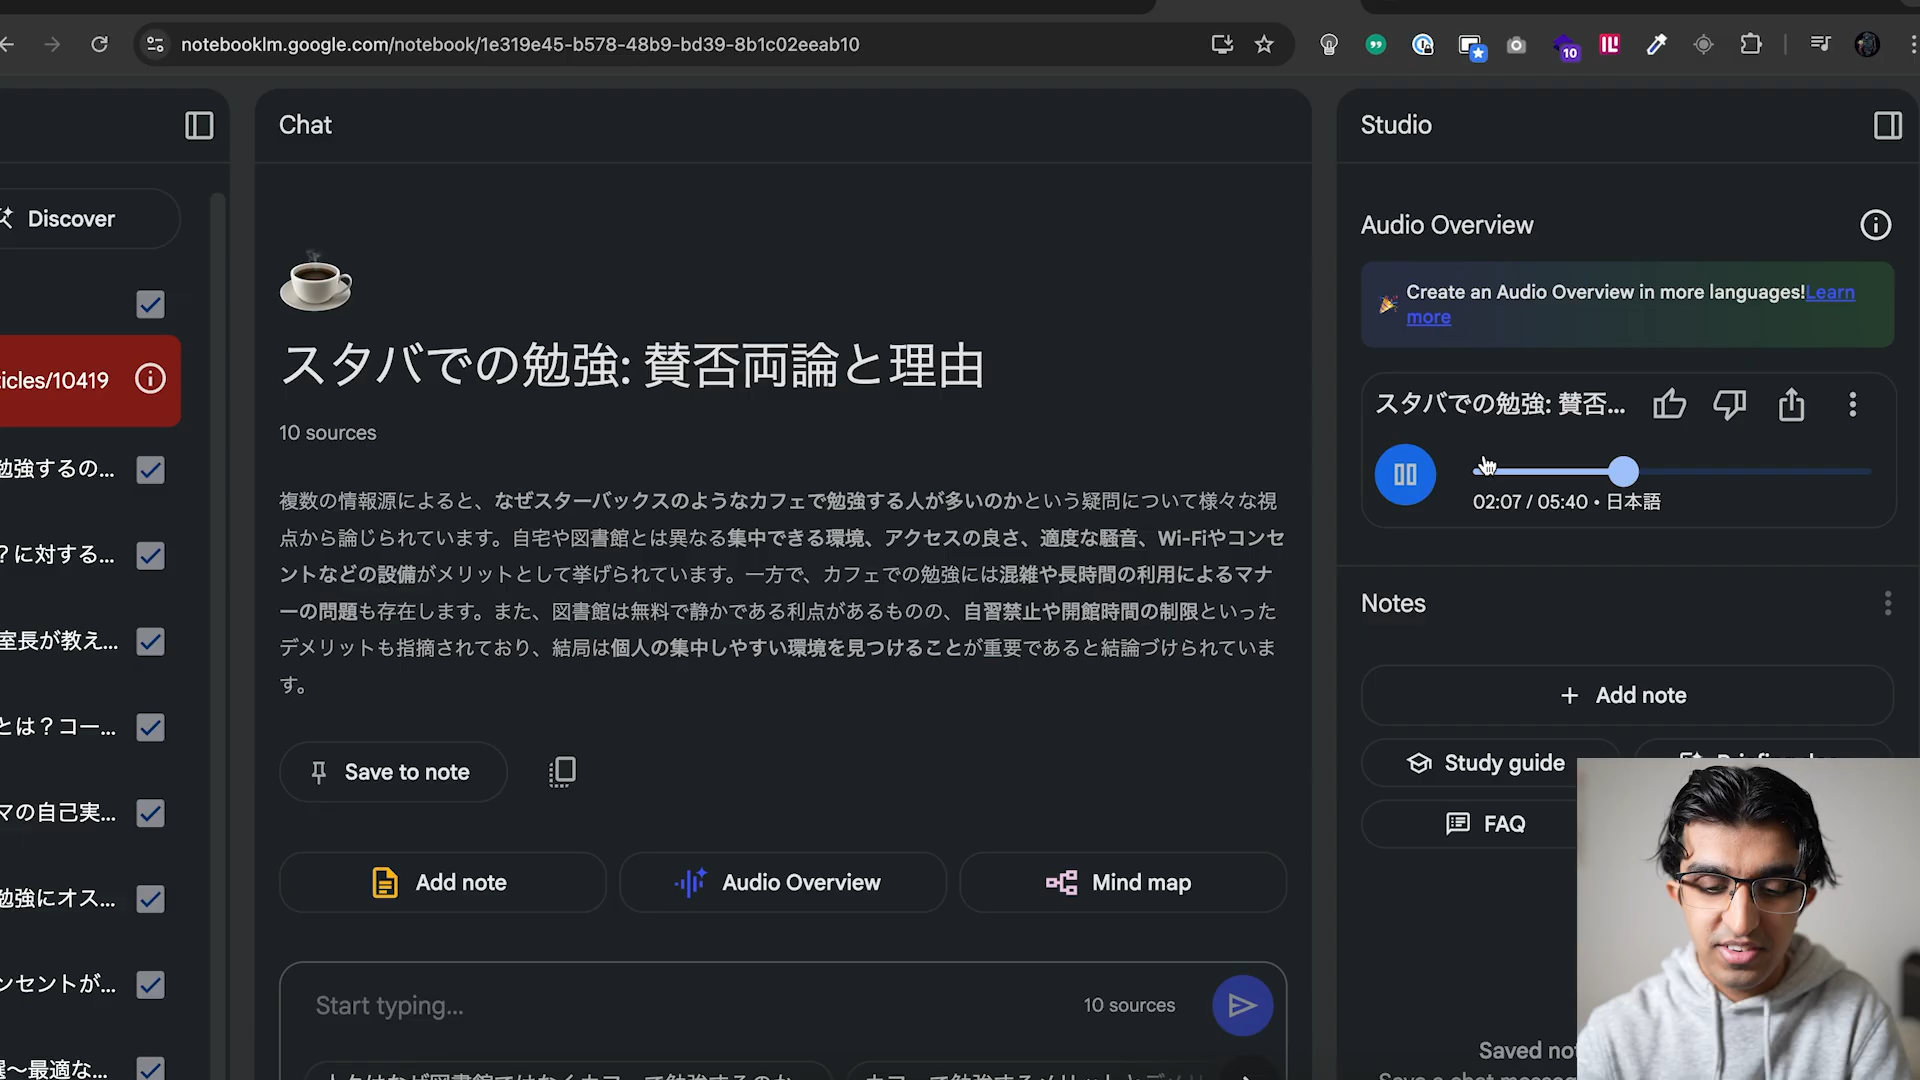 notebooklm.google.com/notebook/1e319e45-b578-48b9-bd39-8b1c02eeab10
10
Discover
ticles/10419
勉強するの...
?に対する...
室長が教え...
とは？コー...
マの自己実...
勉強にオス...
ンセントが...
選〜最適な...
Chat
スタバでの勉強: 賛否両論と理由
10 sources
複数の情報源によると、なぜスターバックスのようなカフェで勉強する人が多いのかという疑問について様々な視
点から論じられています。自宅や図書館とは異なる集中できる環境、アクセスの良さ、適度な騒音、Wi-Fiやコンセ
ントなどの設備がメリットとして挙げられています。一方で、カフェでの勉強には混雑や長時間の利用によるマナ
ーの問題も存在します。また、図書館は無料で静かである利点があるものの、自習禁止や開館時間の制限といった
デメリットも指摘されており、結局は個人の集中しやすい環境を見つけることが重要であると結論づけられていま
す。
Save to note
Add note
Audio Overview
Mind map
Start typing...
10 sources
Studio
Audio Overview
Create an Audio Overview in more languages!Learn
more
スタバでの勉強: 賛否...
02:07 / 05:40 • 日本語
Notes
+ Add note
Study guide
FAQ
Saved not